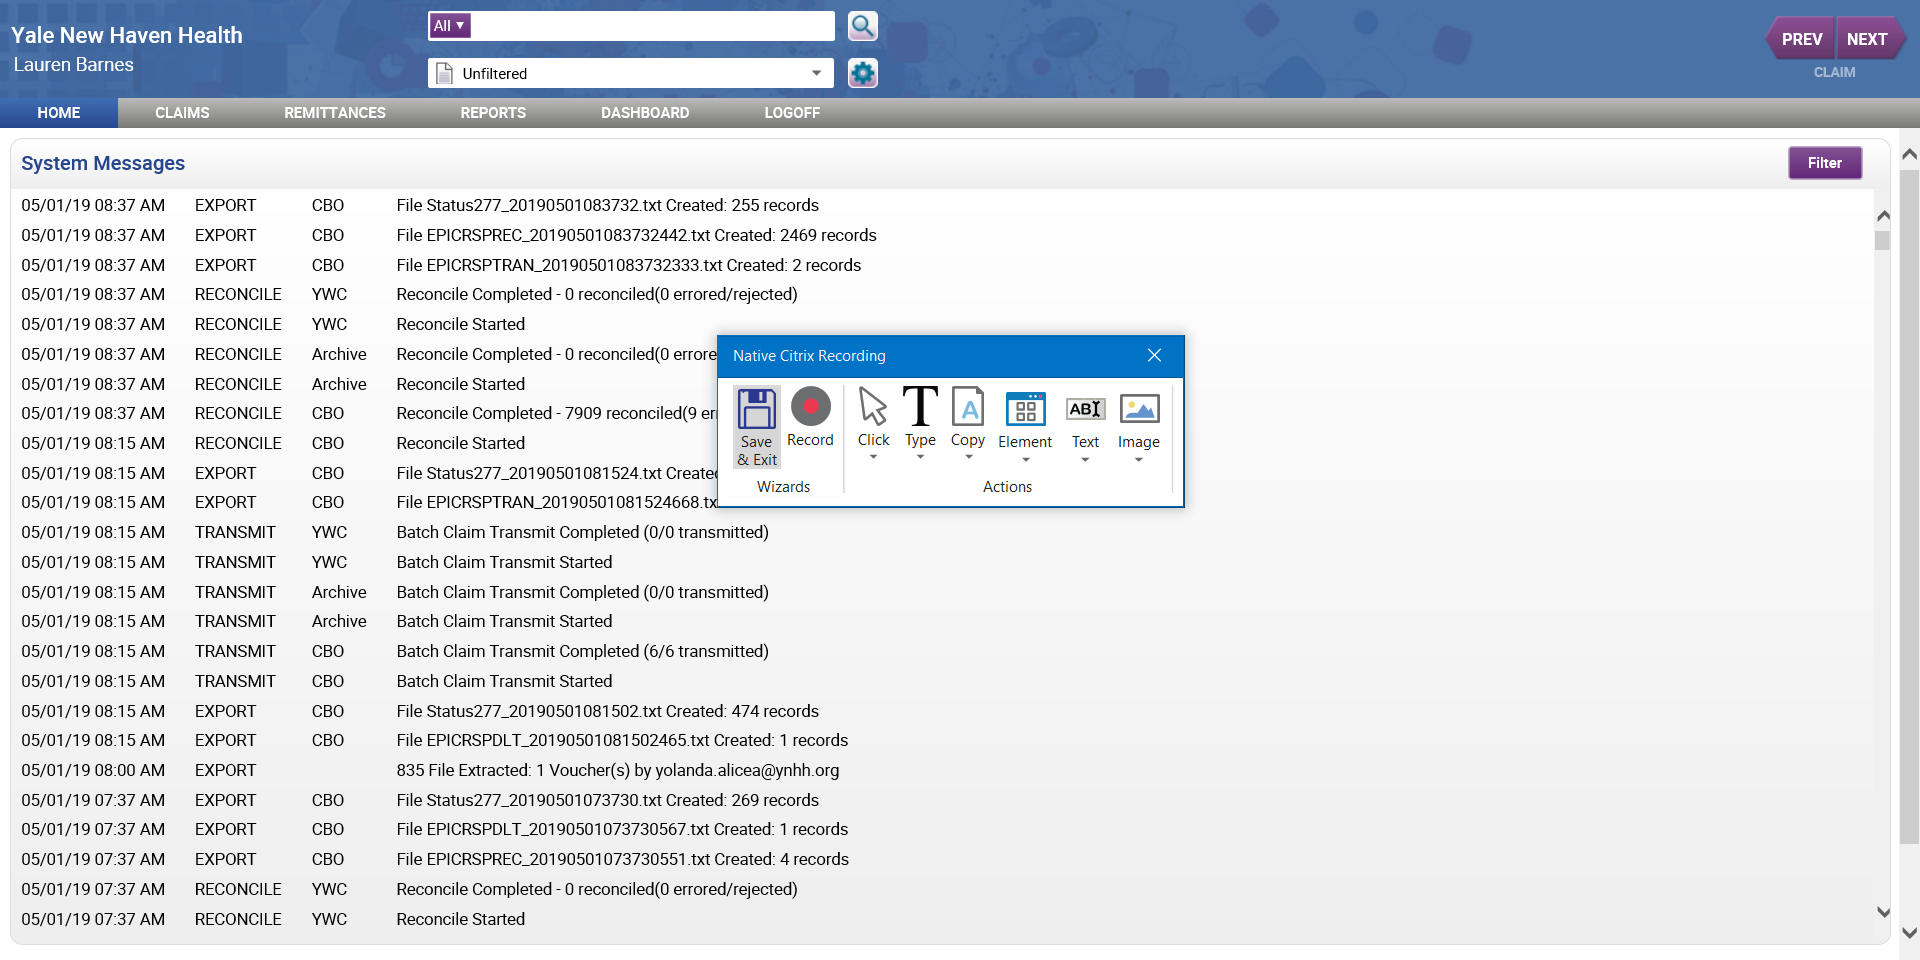 Yale New Haven Health
Lauren Barnes
All
Unfiltered
PREV NEXT
CLAIM
HOME CLAIMS REMITTANCES REPORTS DASHBOARD LOGOFF
System Messages
Filter
05/01/19 08:37 AM EXPORT CBO File Status277_20190501083732.txt Created: 255 records
05/01/19 08:37 AM EXPORT CBO File EPICRSPREC_20190501083732442.txt Created: 2469 records
05/01/19 08:37 AM EXPORT CBO File EPICRSPTRAN_20190501083732333.txt Created: 2 records
05/01/19 08:37 AM RECONCILE YWC Reconcile Completed - 0 reconciled(0 errored/rejected)
05/01/19 08:37 AM RECONCILE YWC Reconcile Started
05/01/19 08:37 AM RECONCILE Archive Reconcile Completed - 0 reconciled(0 errore
05/01/19 08:37 AM RECONCILE Archive Reconcile Started
05/01/19 08:37 AM RECONCILE CBO Reconcile Completed - 7909 reconciled(9 er
05/01/19 08:15 AM RECONCILE CBO Reconcile Started
05/01/19 08:15 AM EXPORT CBO File Status277_20190501081524.txt Create
05/01/19 08:15 AM EXPORT CBO File EPICRSPTRAN_20190501081524668.tx
05/01/19 08:15 AM TRANSMIT YWC Batch Claim Transmit Completed (0/0 transmitted)
05/01/19 08:15 AM TRANSMIT YWC Batch Claim Transmit Started
05/01/19 08:15 AM TRANSMIT Archive Batch Claim Transmit Completed (0/0 transmitted)
05/01/19 08:15 AM TRANSMIT Archive Batch Claim Transmit Started
05/01/19 08:15 AM TRANSMIT CBO Batch Claim Transmit Completed (6/6 transmitted)
05/01/19 08:15 AM TRANSMIT CBO Batch Claim Transmit Started
05/01/19 08:15 AM EXPORT CBO File Status277_20190501081502.txt Created: 474 records
05/01/19 08:15 AM EXPORT CBO File EPICRSPDLT_20190501081502465.txt Created: 1 records
05/01/19 08:00 AM EXPORT 835 File Extracted: 1 Voucher(s) by yolanda.alicea@ynhh.org
05/01/19 07:37 AM EXPORT CBO File Status277_20190501073730.txt Created: 269 records
05/01/19 07:37 AM EXPORT CBO File EPICRSPDLT_20190501073730567.txt Created: 1 records
05/01/19 07:37 AM EXPORT CBO File EPICRSPREC_20190501073730551.txt Created: 4 records
05/01/19 07:37 AM RECONCILE YWC Reconcile Completed - 0 reconciled(0 errored/rejected)
05/01/19 07:37 AM RECONCILE YWC Reconcile Started
Native Citrix Recording
T A ABI
Save Record Click Type Copy Element Text Image
& Exit
Wizards Actions